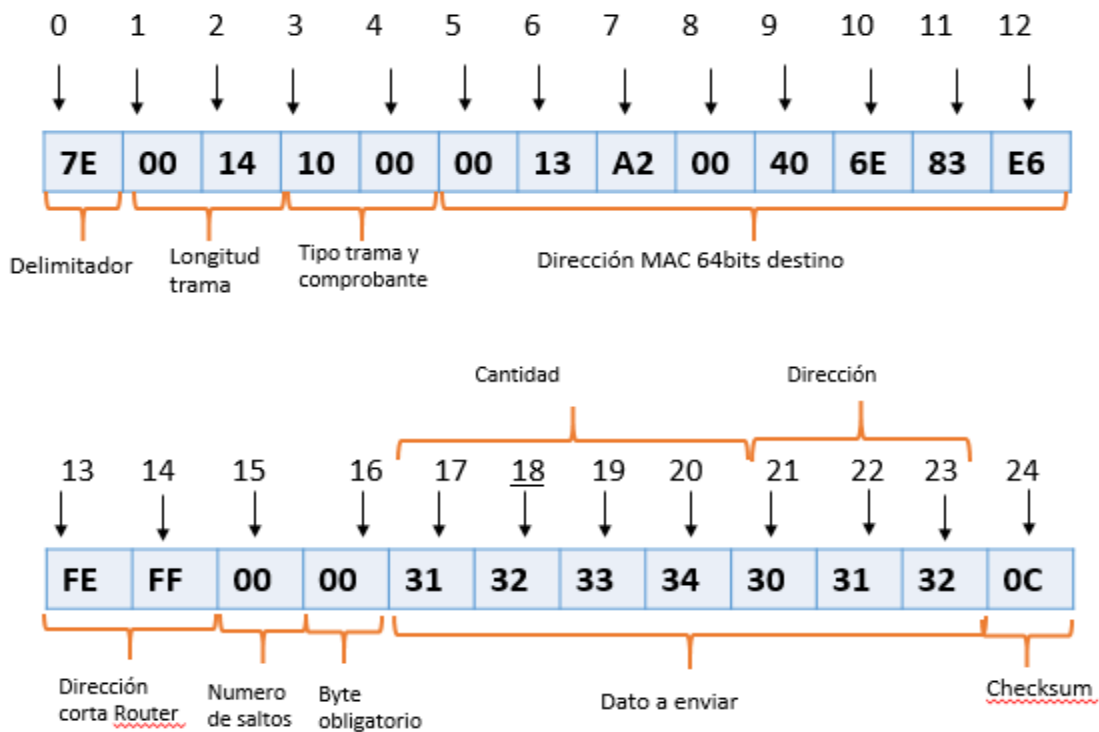 0 1 2 3 4 5 6 7 8 9 10 11 12
7E 00 14 10 00 00 13 A2 00 40 6E 83 E6
Delimitador
Longitud
trama
Tipo trama y
comprobante
Dirección MAC 64bits destino
Cantidad
Dirección
13 14 15 16 17 18 19 20 21 22 23 24
FE FF 00 00 31 32 33 34 30 31 32 0C
Dirección
corta Router
Numero
de saltos
Byte
obligatorio
Dato a enviar
Checksum